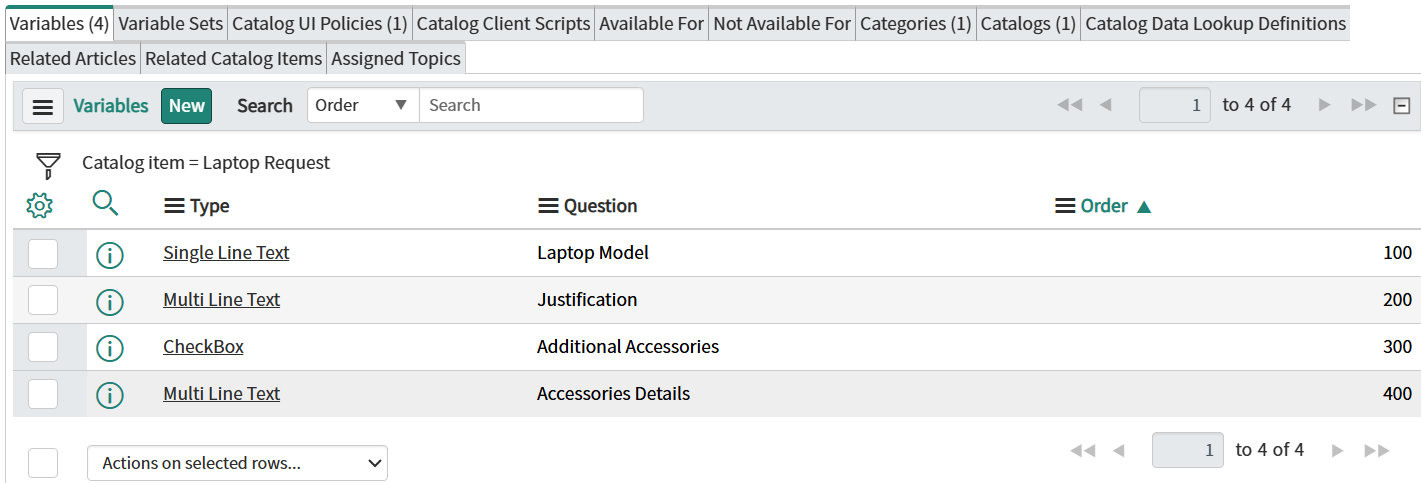 Variables (4) Variable Sets Catalog UI Policies (1) Catalog Client Scripts Available For Not Available For Categories (1) Catalogs (1) Catalog Data Lookup Definitions
Related Articles Related Catalog Items Assigned Topics
Variables New Search Order Search 1 to 4 of 4
Catalog item = Laptop Request
Type Question Order
Single Line Text Laptop Model 100
Multi Line Text Justification 200
CheckBox Additional Accessories 300
Multi Line Text Accessories Details 400
Actions on selected rows... 1 to 4 of 4